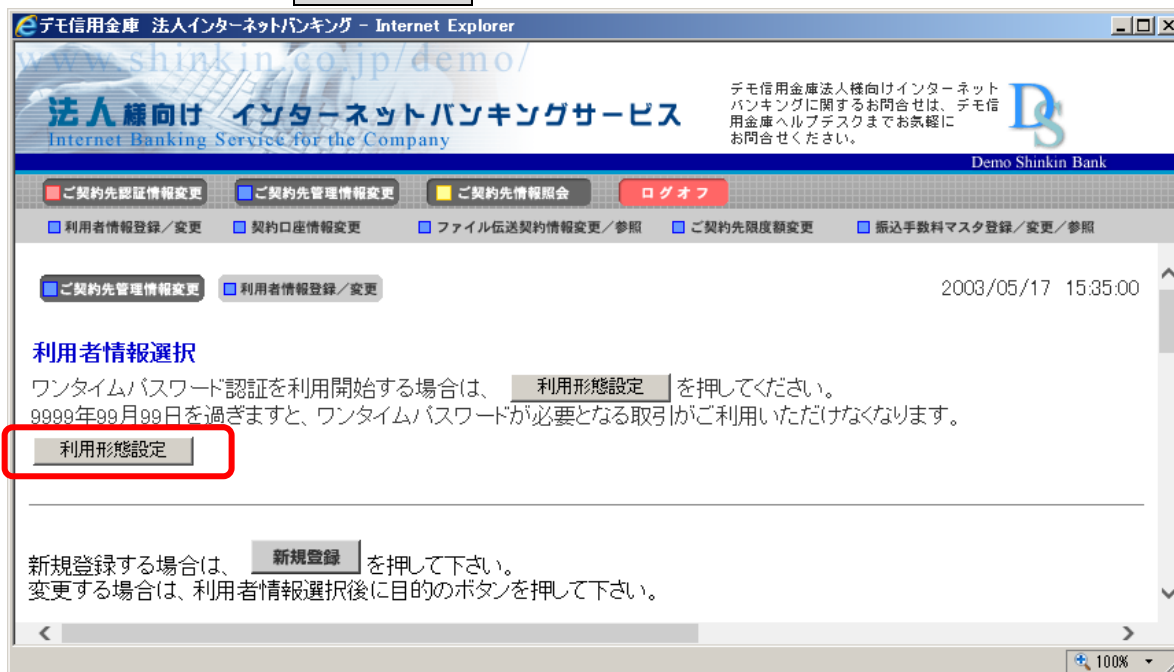 デモ信用金庫 法人インターネットバンキング - Internet Explorer
www.shinkin.co.jp/demo/
法人様向け インターネットバンキングサービス
Internet Banking Service for the Company
デモ信用金庫法人様向けインターネット
バンキングに関するお問合せは、デモ信
用金庫ヘルプデスクまでお気軽に
お問合せください。
DS
Demo Shinkin Bank
ご契約先認証情報変更 ご契約先管理情報変更 ご契約先情報照会 ログオフ
利用者情報登録/変更 契約口座情報変更 ファイル伝送契約情報変更/参照 ご契約先限度額変更 振込手数料マスタ登録/変更/参照
ご契約先管理情報変更 利用者情報登録/変更 2003/05/17 15:35:00
利用者情報選択
ワンタイムパスワード認証を利用開始する場合は、 利用形態設定 を押してください。
9999年99月99日を過ぎますと、ワンタイムパスワードが必要となる取引がご利用いただけなくなります。
利用形態設定
新規登録する場合は、 新規登録 を押して下さい。
変更する場合は、利用者情報選択後に目的のボタンを押して下さい。
100%